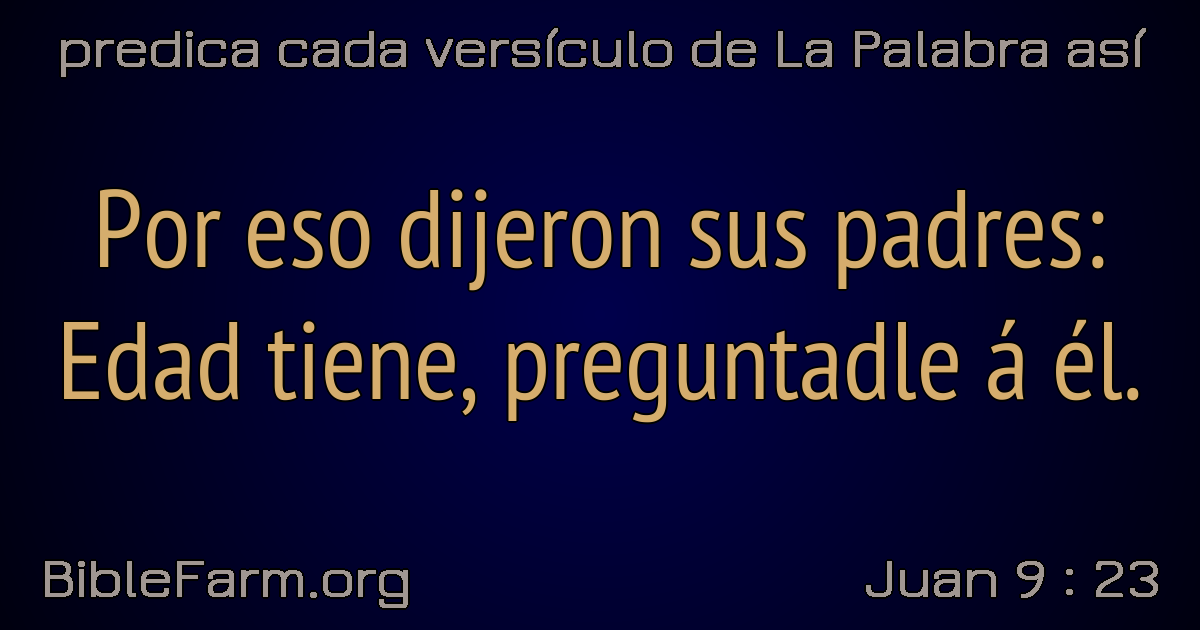 predica cada versículo de La Palabra así
Por eso dijeron sus padres:
Edad tiene, preguntadle á él.
BibleFarm.org
Juan 9 : 23